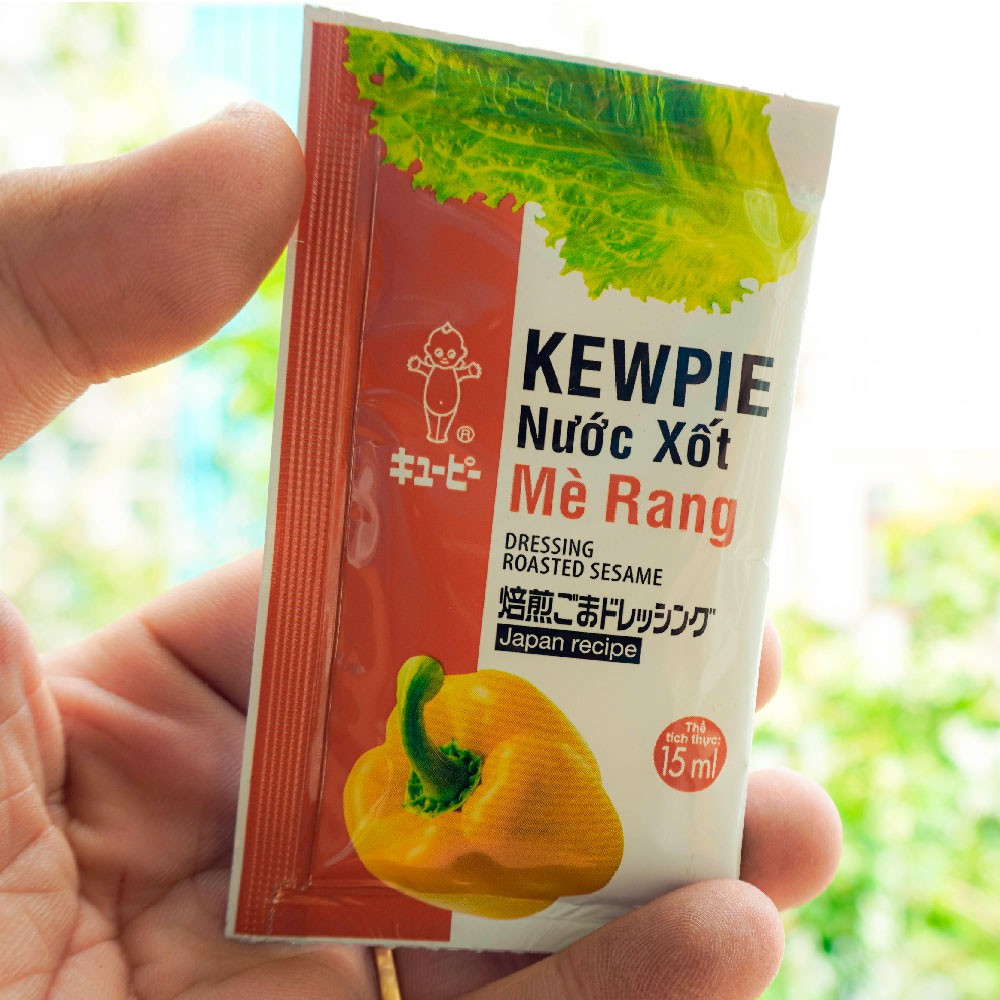 KEWPIE
Nước Xốt
Mè Rang
キューピー
DRESSING
ROASTED SESAME
焙煎ごまドレッシング
Japan recipe
Thể
tích thực:
15 ml